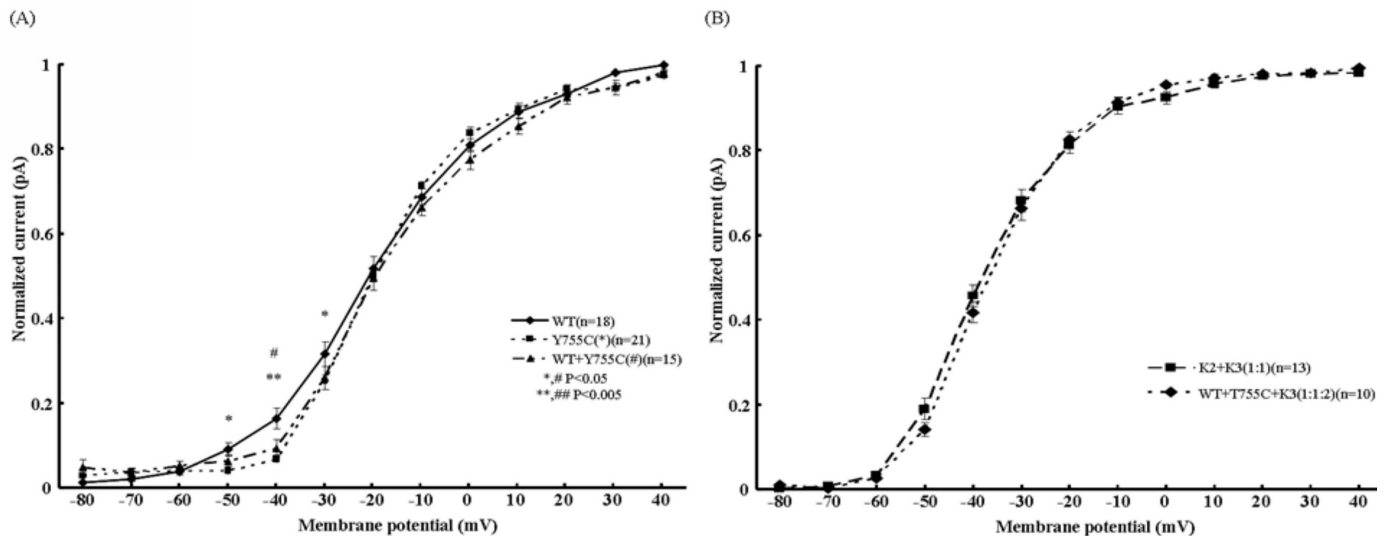 (A)
Normalized current (pA)
1
0.8
0.6
0.4
0.2
0
*
#
**
*
WT(n=18)
Y755C(*)(n=21)
WT+Y755C(#)(n=15)
*,# P<0.05
**,## P<0.005
-80 -70 -60 -50 -40 -30 -20 -10 0 10 20 30 40
Membrane potential (mV)
(B)
Normalized current (pA)
1
0.8
0.6
0.4
0.2
0
K2+K3(1:1)(n=13)
WT+T755C+K3(1:1:2)(n=10)
-80 -70 -60 -50 -40 -30 -20 -10 0 10 20 30 40
Membrane potential (mV)